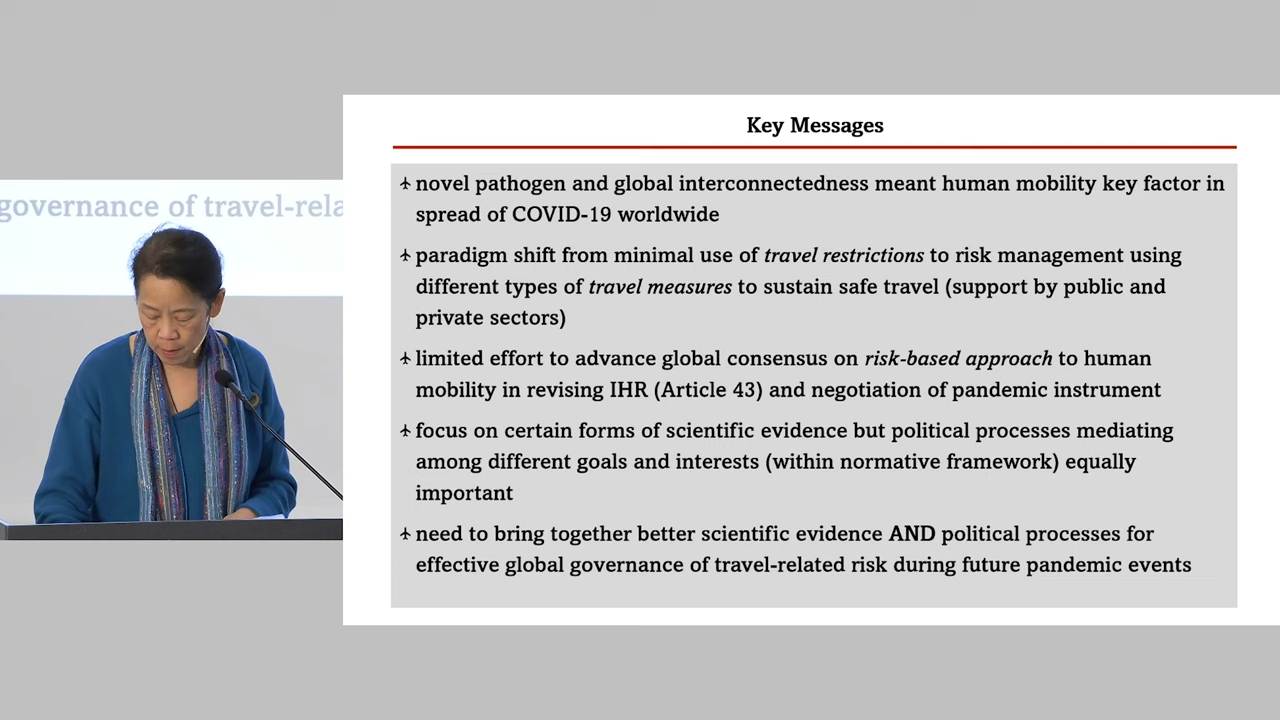 governance of travel-rela
Key Messages
novel pathogen and global interconnectedness meant human mobility key factor in
spread of COVID-19 worldwide
paradigm shift from minimal use of travel restrictions to risk management using
different types of travel measures to sustain safe travel (support by public and
private sectors)
limited effort to advance global consensus on risk-based approach to human
mobility in revising IHR (Article 43) and negotiation of pandemic instrument
focus on certain forms of scientific evidence but political processes mediating
among different goals and interests (within normative framework) equally
important
need to bring together better scientific evidence AND political processes for
effective global governance of travel-related risk during future pandemic events